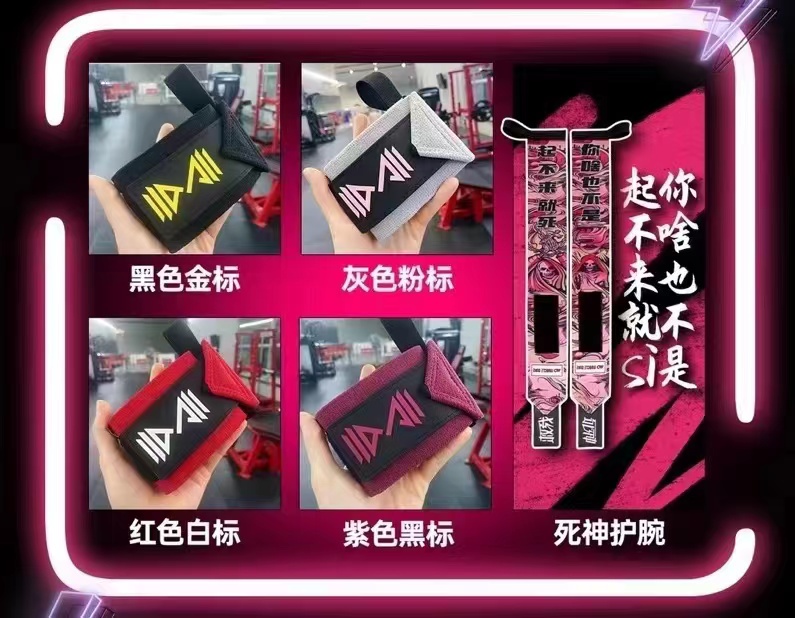 黑色金标
灰色粉标
红色白标
紫色黑标
起不来就死
你啥也不是
你啥也不是
起不来就si
死神护腕